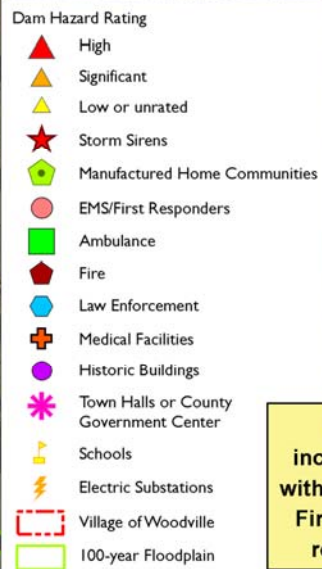 Dam Hazard Rating
High
Significant
Low or unrated
Storm Sirens
Manufactured Home Communities
EMS/First Responders
Ambulance
Fire
Law Enforcement
Medical Facilities
Historic Buildings
Town Halls or County
Government Center
Schools
Electric Substations
Village of Woodville
100-year Floodplain
with